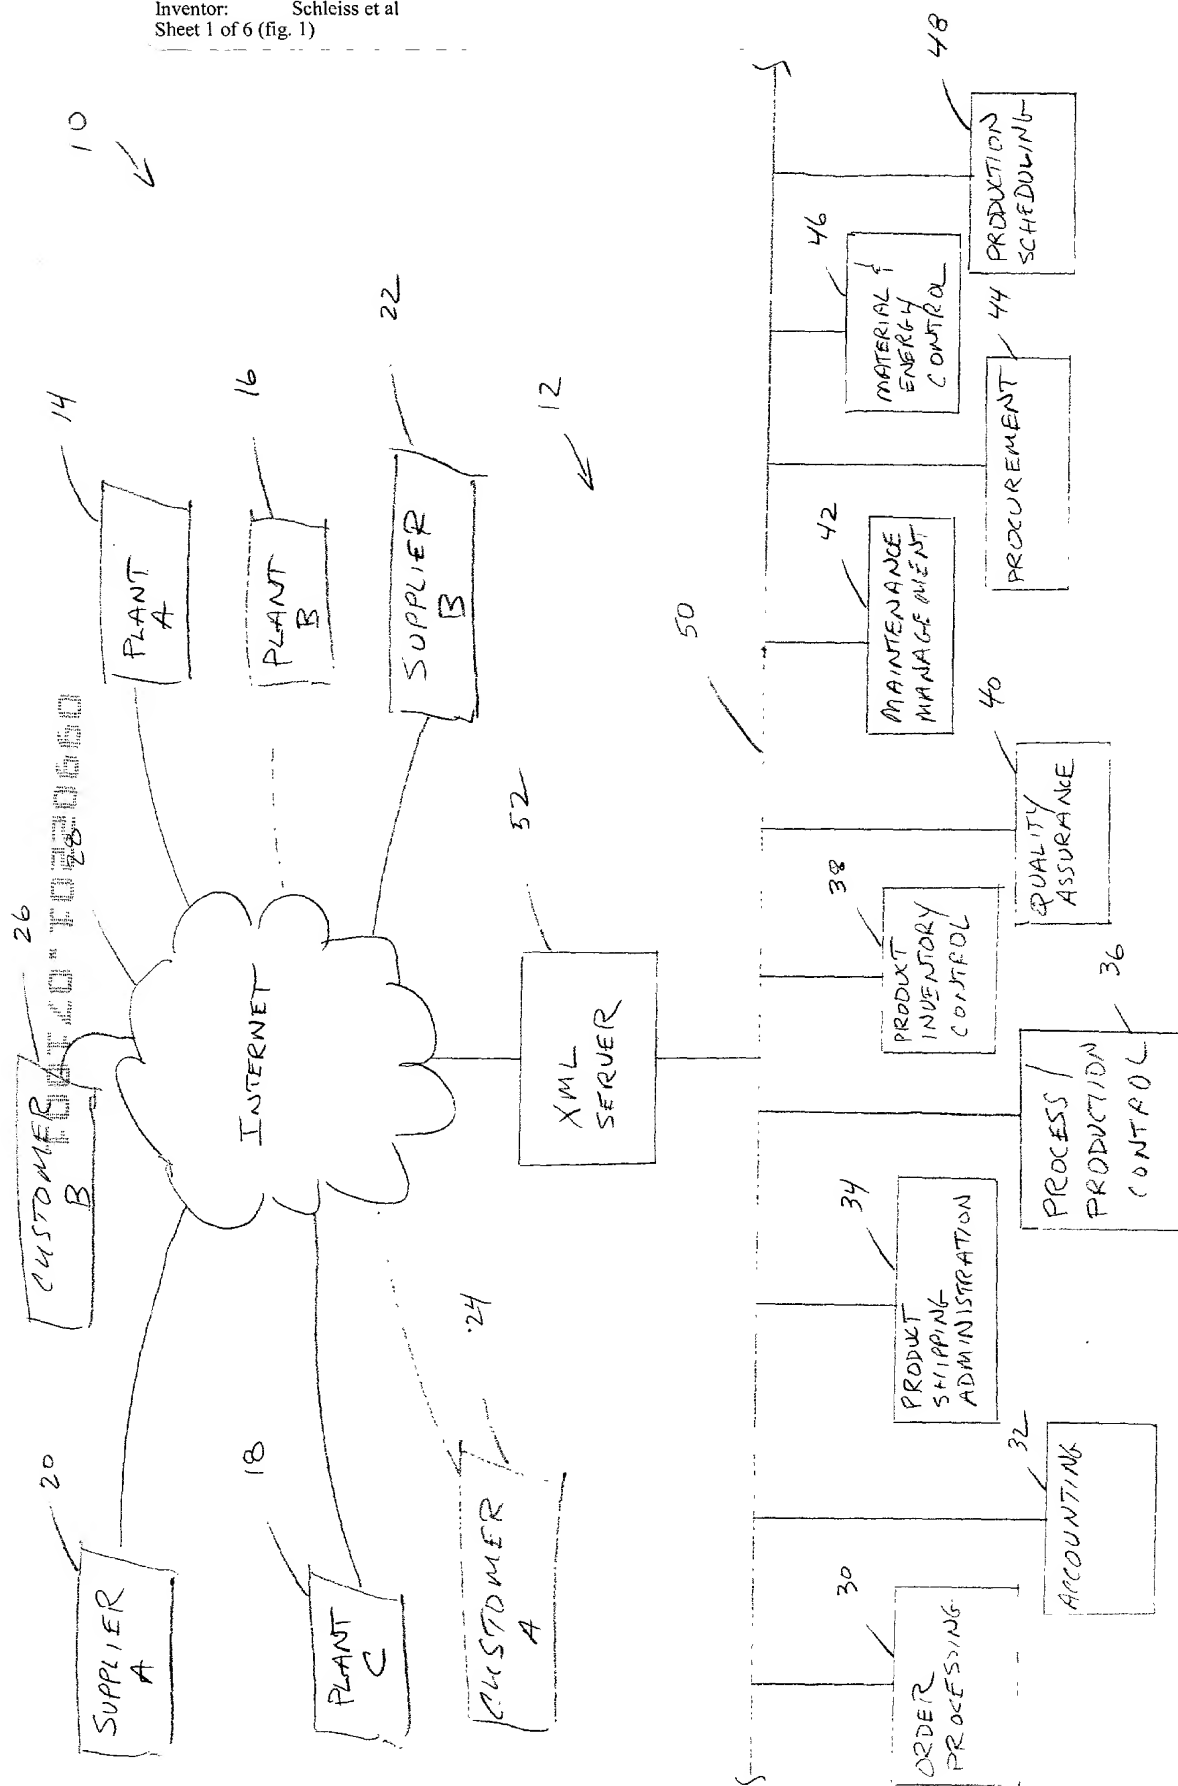 Inventor: Schleiss et al
Sheet 1 of 6 (fig. 1)
10
20
SUPPLIER
A
26
CUSTOMER
B
28
14
PLANT
A
18
PLANT
C
INTERNET
16
PLANT
B
24
CUSTOMER
A
22
SUPPLIER
B
52
XML
SERVER
12
50
30
ORDER
PROCESSING
32
ACCOUNTING
34
PRODUCT
SHIPPING
ADMINISTRATION
36
PROCESS/
PRODUCTION
CONTROL
38
PRODUCT
INVENTORY
CONTROL
40
QUALITY
ASSURANCE
42
MAINTENANCE
MANAGEMENT
44
PROCUREMENT
46
MATERIAL &
ENERGY
CONTROL
48
PRODUCTION
SCHEDULING